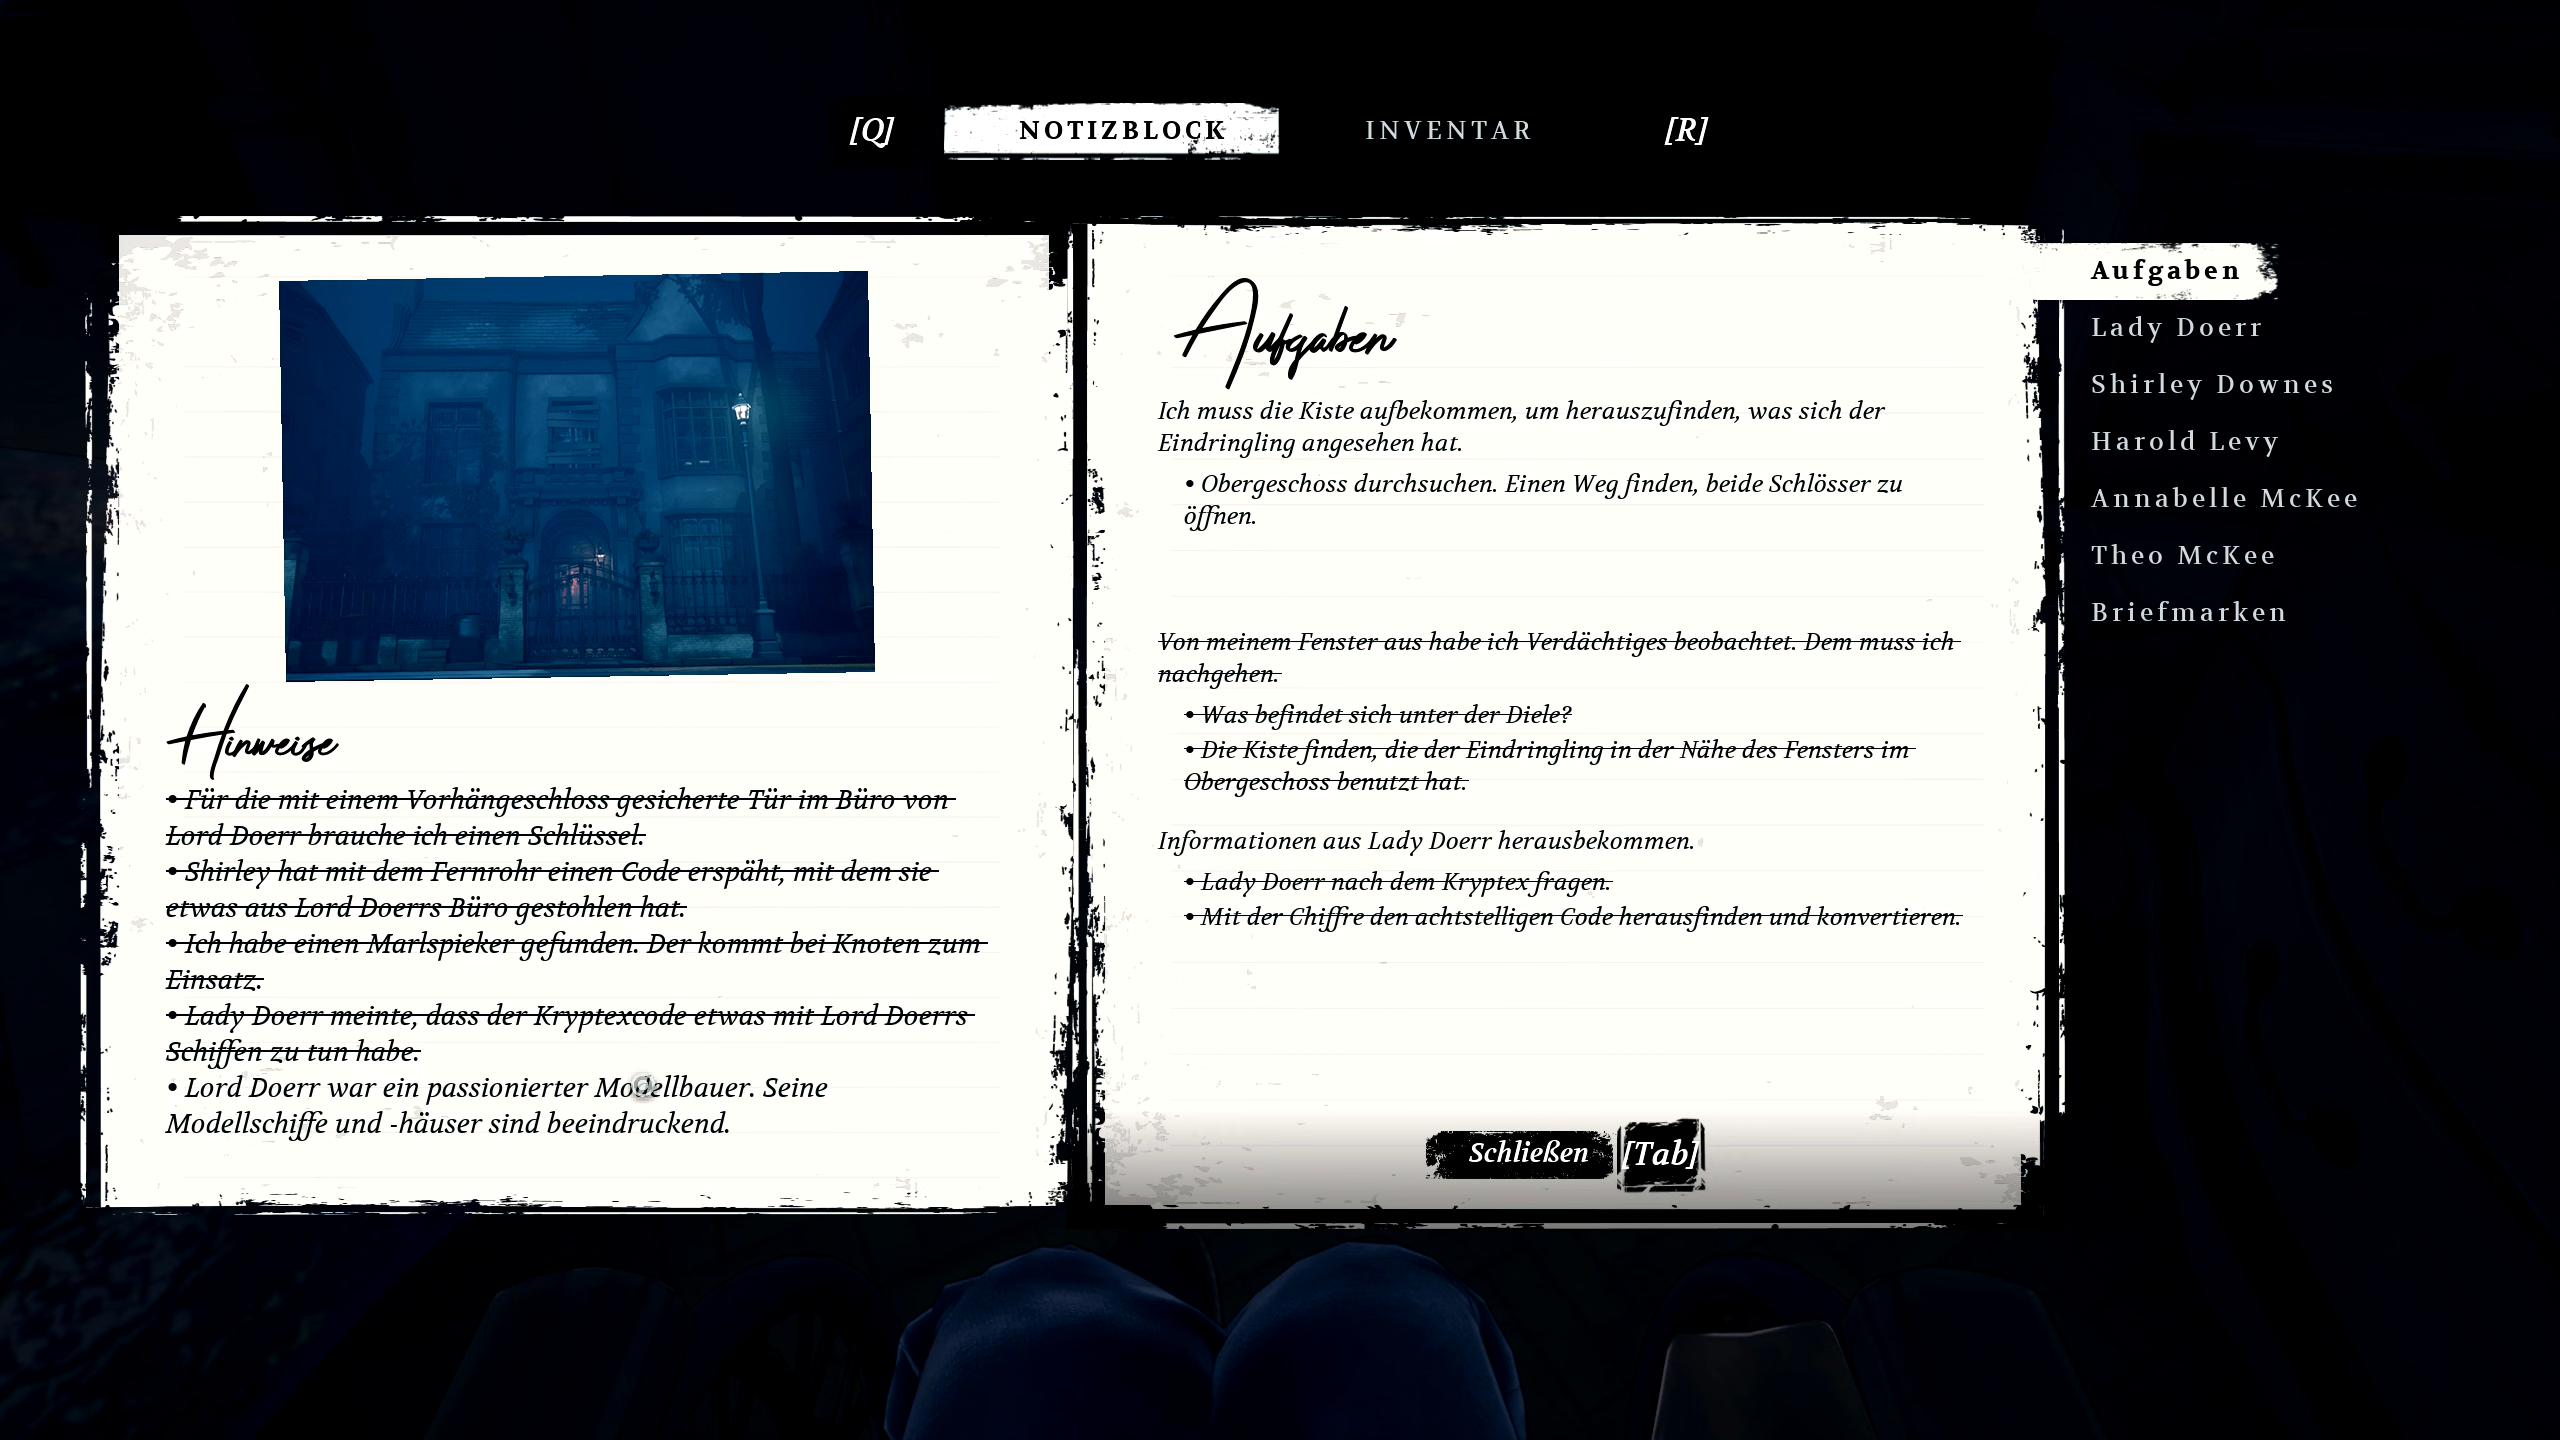 [Q]
NOTIZBLOCK
INVENTAR
[R]
Hinweise
• Für die mit einem Vorhängeschloss gesicherte Tür im Büro von
Lord Doerr brauche ich einen Schlüssel.
• Shirley hat mit dem Fernrohr einen Code erspäht, mit dem sie
etwas aus Lord Doerrs Büro gestohlen hat.
• Ich habe einen Marlspieker gefunden. Der kommt bei Knoten zum
Einsatz.
• Lady Doerr meinte, dass der Kryptexcode etwas mit Lord Doerrs
Schiffen zu tun habe.
• Lord Doerr war ein passionierter Modellbauer. Seine
Modellschiffe und -häuser sind beeindruckend.
Aufgaben
Ich muss die Kiste aufbekommen, um herauszufinden, was sich der
Eindringling angesehen hat.
• Obergeschoss durchsuchen. Einen Weg finden, beide Schlösser zu
öffnen.
Von meinem Fenster aus habe ich Verdächtiges beobachtet. Dem muss ich
nachgehen.
• Was befindet sich unter der Diele?
• Die Kiste finden, die der Eindringling in der Nähe des Fensters im
Obergeschoss benutzt hat.
Informationen aus Lady Doerr herausbekommen.
• Lady Doerr nach dem Kryptex fragen.
• Mit der Chiffre den achtstelligen Code herausfinden und konvertieren.
Schließen [Tab]
Aufgaben
Lady Doerr
Shirley Downes
Harold Levy
Annabelle McKee
Theo McKee
Briefmarken